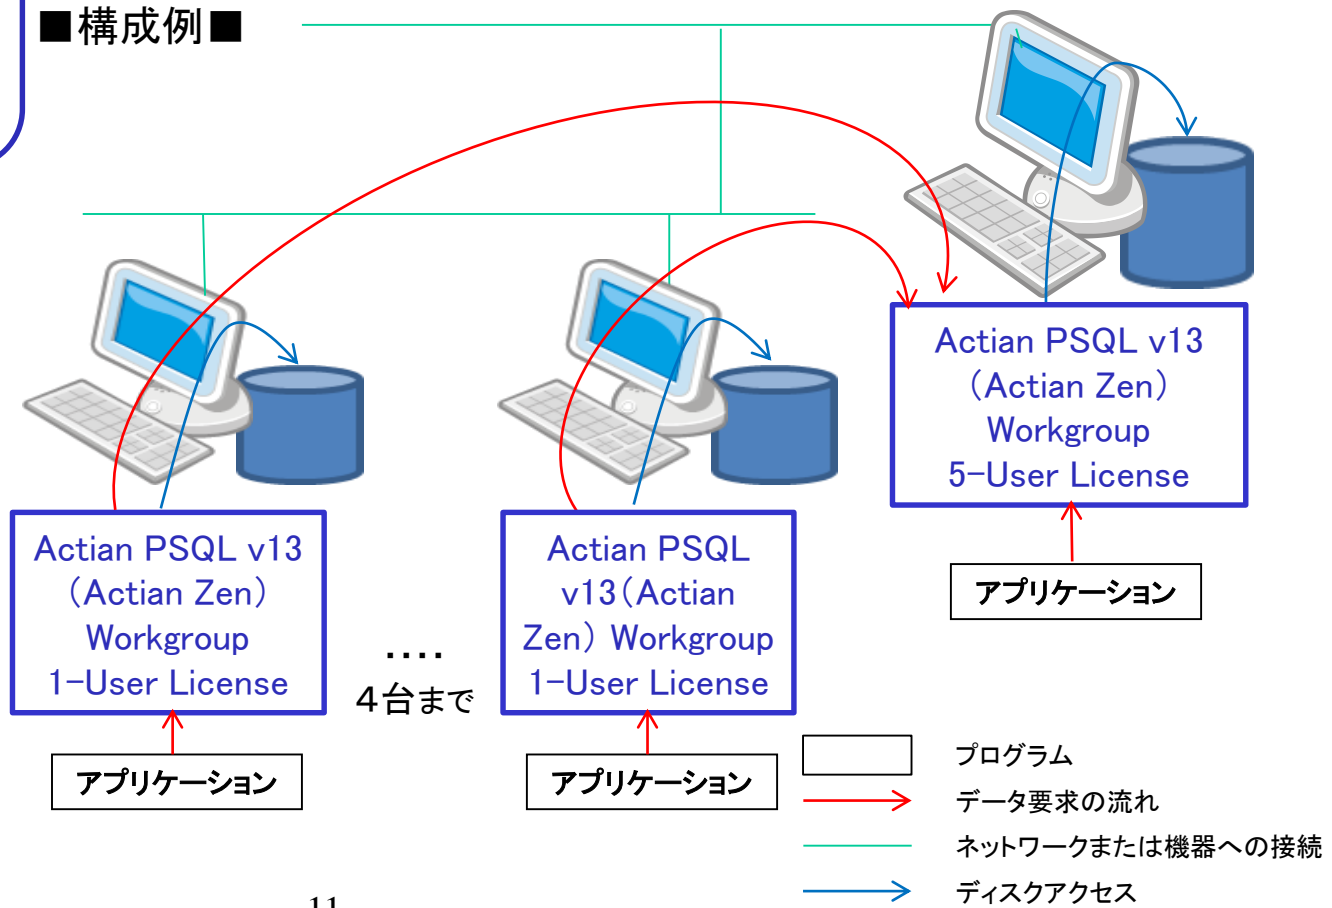 ■構成例■
Actian PSQL v13
（Actian Zen）
Workgroup
5-User License
アプリケーション
Actian PSQL v13
（Actian Zen）
Workgroup
1-User License
アプリケーション
....
4台まで
Actian PSQL
v13（Actian
Zen） Workgroup
1-User License
アプリケーション
プログラム
データ要求の流れ
ネットワークまたは機器への接続
ディスクアクセス
11